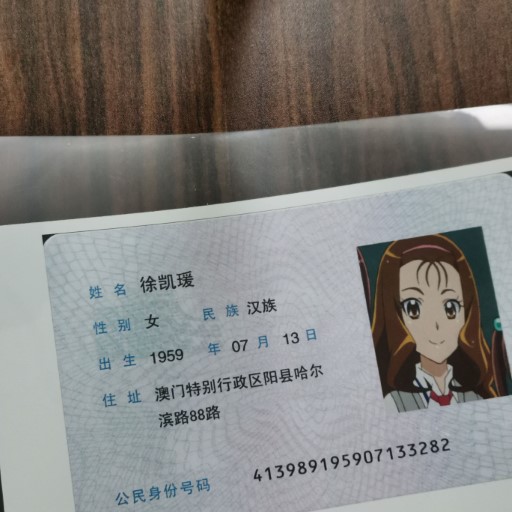 姓名 徐凯瑗
性别 女 民族 汉族
出生 1959 年 07 月 13 日
住址 澳门特别行政区阳县哈尔
滨路88路
公民身份号码 413989195907133282